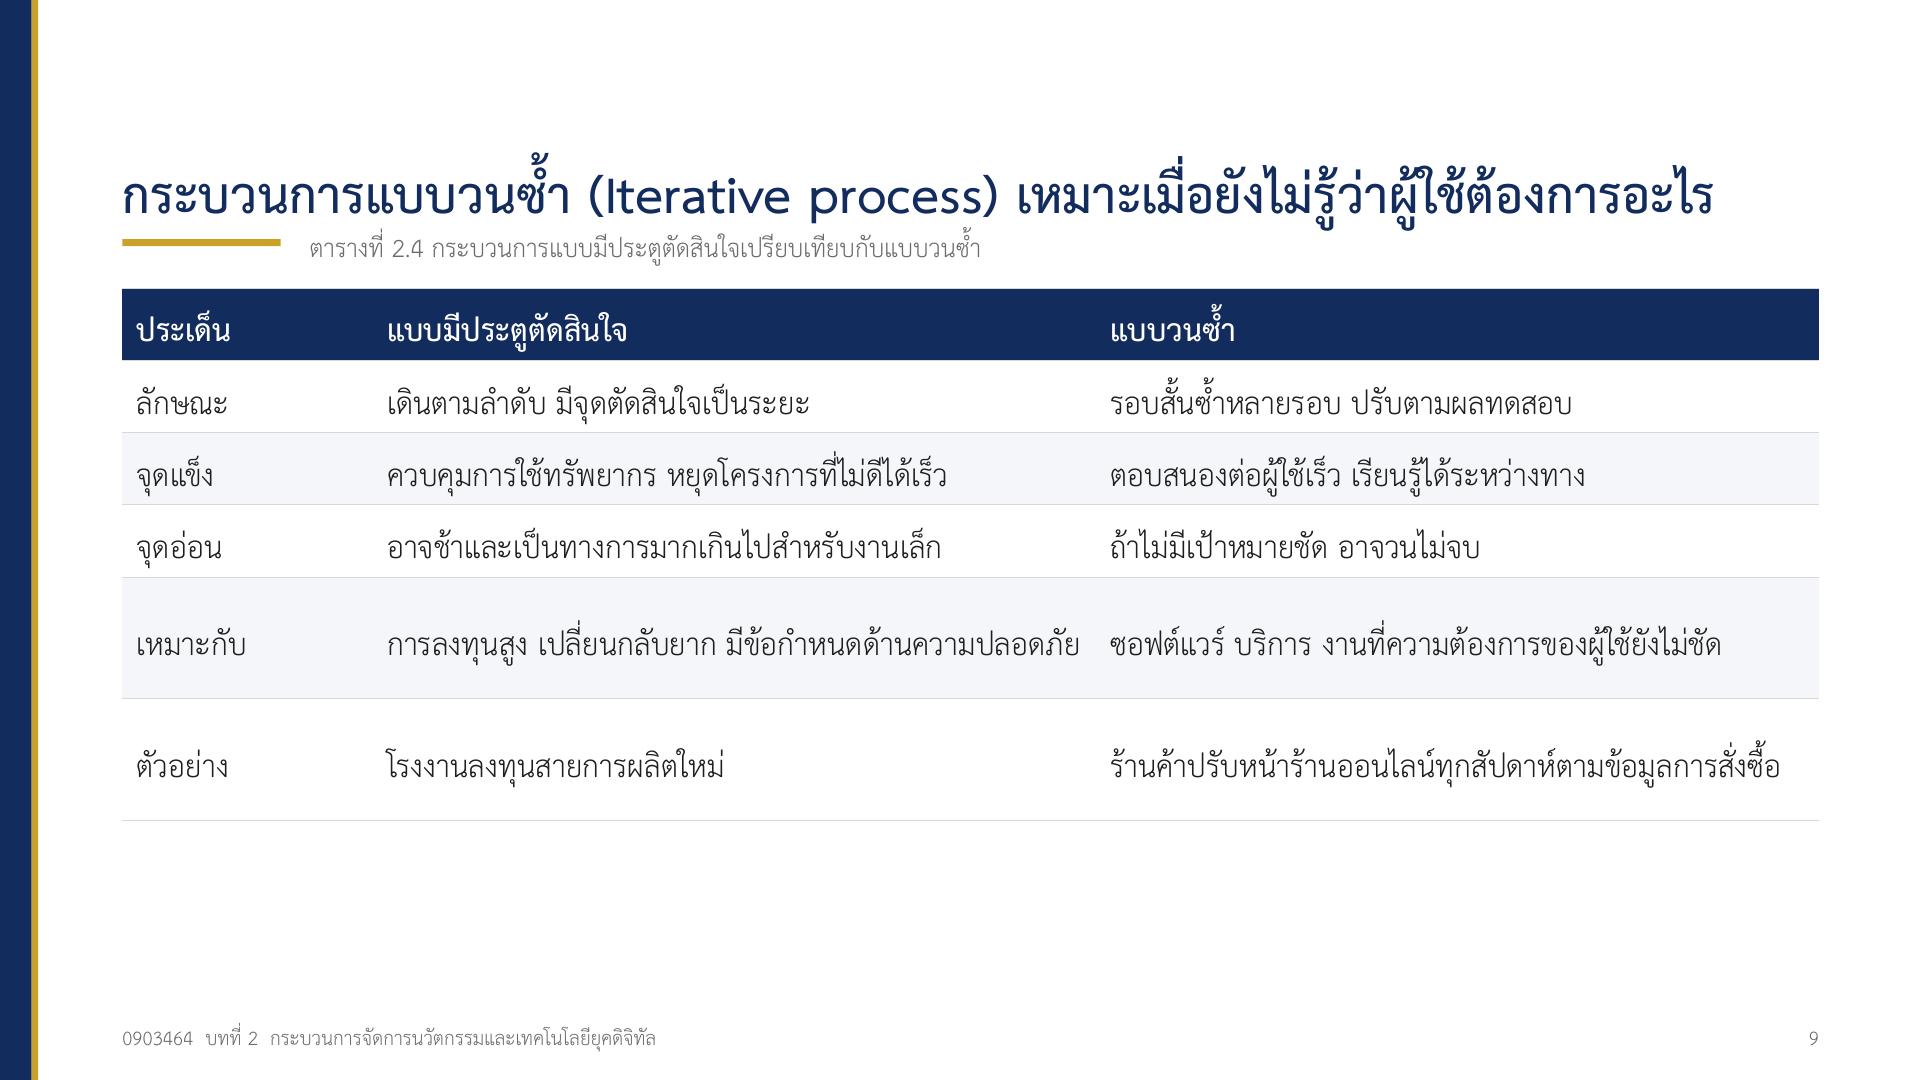 กระบวนการแบบวนซ้ำ (Iterative process) เหมาะเมื่อยังไม่รู้ว่าผู้ใช้ต้องการอะไร
ตารางที่ 2.4 กระบวนการแบบมีประตูตัดสินใจเปรียบเทียบกับแบบวนซ้ำ
ประเด็น แบบมีประตูตัดสินใจ แบบวนซ้ำ
ลักษณะ เดินตามลำดับ มีจุดตัดสินใจเป็นระยะ รอบสั้นซ้ำหลายรอบ ปรับตามผลทดสอบ
จุดแข็ง ควบคุมการใช้ทรัพยากร หยุดโครงการที่ไม่ดีได้เร็ว ตอบสนองต่อผู้ใช้เร็ว เรียนรู้ได้ระหว่างทาง
จุดอ่อน อาจช้าและเป็นทางการมากเกินไปสำหรับงานเล็ก ถ้าไม่มีเป้าหมายชัด อาจวนไม่จบ
เหมาะกับ การลงทุนสูง เปลี่ยนกลับยาก มีข้อกำหนดด้านความปลอดภัย ซอฟต์แวร์ บริการ งานที่ความต้องการของผู้ใช้ยังไม่ชัด
ตัวอย่าง โรงงานลงทุนสายการผลิตใหม่ ร้านค้าปรับหน้าร้านออนไลน์ทุกสัปดาห์ตามข้อมูลการสั่งซื้อ
0903464 บทที่ 2 กระบวนการจัดการนวัตกรรมและเทคโนโลยียุคดิจิทัล 9